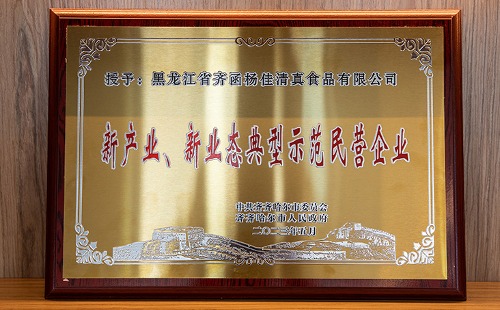 授予：黑龙江省齐函杨佳清真食品有限公司
新产业、新业态典型示范民营企业
中共齐齐哈尔市委员会
齐齐哈尔市人民政府
二〇二三年五月